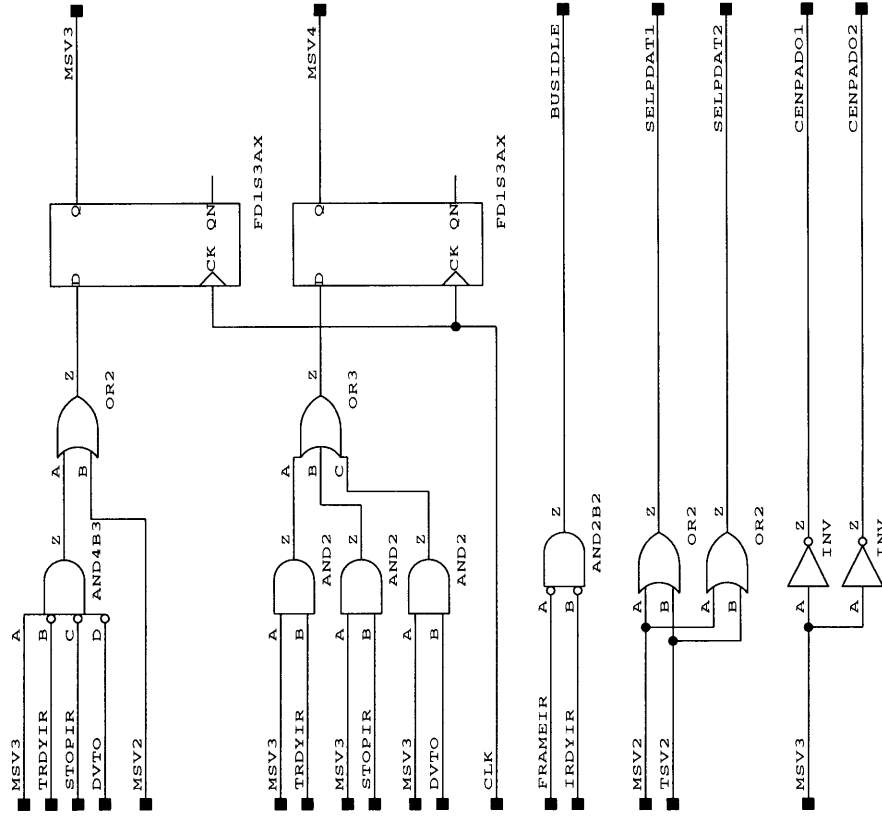 MSV3
MSV4
BUSIDLE
SELPDAT1
SELPDAT2
CENPADO1
CENPADO2
Q
QN
FD1S3AX
D
CK
Q
QN
FD1S3AX
D
CK
Z
OR2
A
B
Z
OR3
A
B
C
Z
AND4B3
A
B
C
D
Z
AND2
A
B
Z
AND2
A
B
Z
AND2
A
B
Z
AND2B2
A
B
Z
OR2
A
B
Z
OR2
A
B
Z
INV
A
Z
INV
A
MSV3
TRDYIR
STOPIR
DVTO
MSV2
MSV3
TRDYIR
MSV3
STOPIR
MSV3
DVTO
CLK
FRAMEIR
IRDYIR
MSV2
TSV2
MSV3